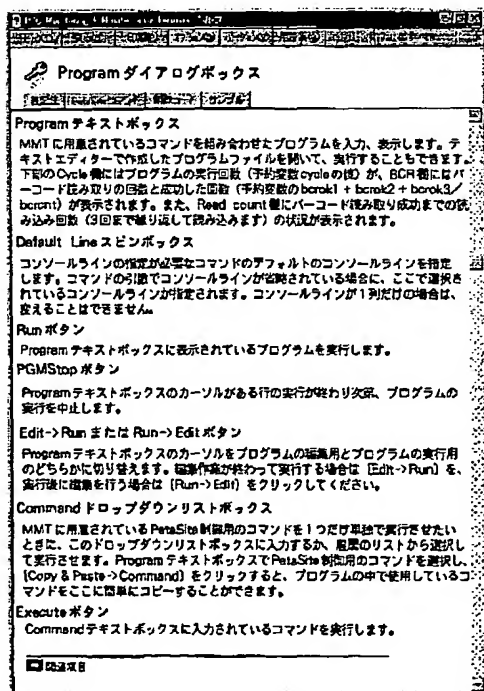 Program ダイアログボックス
Program テキストボックス
MMT に用意されているコマンドを組み合わせたプログラムを入力、表示します。テ
キストエディターで作成したプログラムファイルを開いて、実行することもできます。
下部の Cycle 欄にはプログラムの実行回数（予約変数 cycle の値）が、BCR 欄にはバ
ーコード読み取りの回数と成功した回数（予約変数の bcrok1 + bcrok2 + bcrok3／
bcrcnt）が表示されます。また、Read count 欄にバーコード読み取り成功までの読
み込み回数（3回まで繰り返して読み込みます）の状況が表示されます。
Default Line スピンボックス
コンソールラインの指定が必要なコマンドのデフォルトのコンソールラインを指定
します。コマンドの引数でコンソールラインが省略されている場合に、ここで選択さ
れているコンソールラインが指定されます。コンソールラインが1列だけの場合は、
変えることはできません。
Run ボタン
Program テキストボックスに表示されているプログラムを実行します。
PGMStop ボタン
Program テキストボックスのカーソルがある行の実行が終わり次第、プログラムの
実行を中止します。
Edit->Run または Run->Edit ボタン
Program テキストボックスのカーソルをプログラムの編集用とプログラムの実行用
のどちらかに切り替えます。編集作業が終わって実行する場合は [Edit->Run] を、
実行後に編集を行う場合は [Run->Edit] をクリックしてください。
Command ドロップダウンリストボックス
MMT に用意されている PetaSite 制御用のコマンドを1つだけ単独で実行させたい
ときに、このドロップダウンリストボックスに入力するか、履歴のリストから選択し
て実行させます。Program テキストボックスで PetaSite 制御用のコマンドを選択し、
[Copy & Paste->Command] をクリックすると、プログラムの中で使用しているコ
マンドをここに簡単にコピーすることができます。
Execute ボタン
Command テキストボックスに入力されているコマンドを実行します。
関連項目